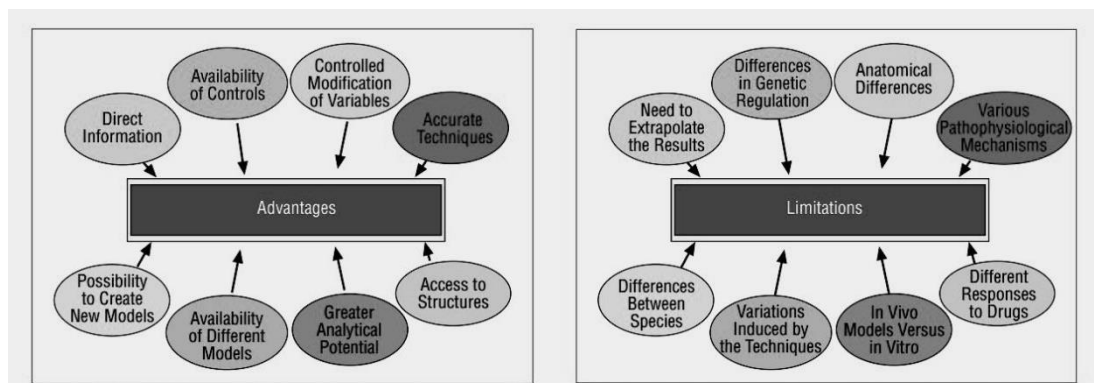 Direct
Information
Availability
of Controls
Controlled
Modification
of Variables
Accurate
Techniques
Advantages
Possibility
to Create
New Models
Availability
of Different
Models
Greater
Analytical
Potential
Access to
Structures
Need to
Extrapolate
the Results
Differences
in Genetic
Regulation
Anatomical
Differences
Various
Pathophysiological
Mechanisms
Limitations
Differences
Between
Species
Variations
Induced by
the Techniques
In Vivo
Models Versus
in Vitro
Different
Responses
to Drugs